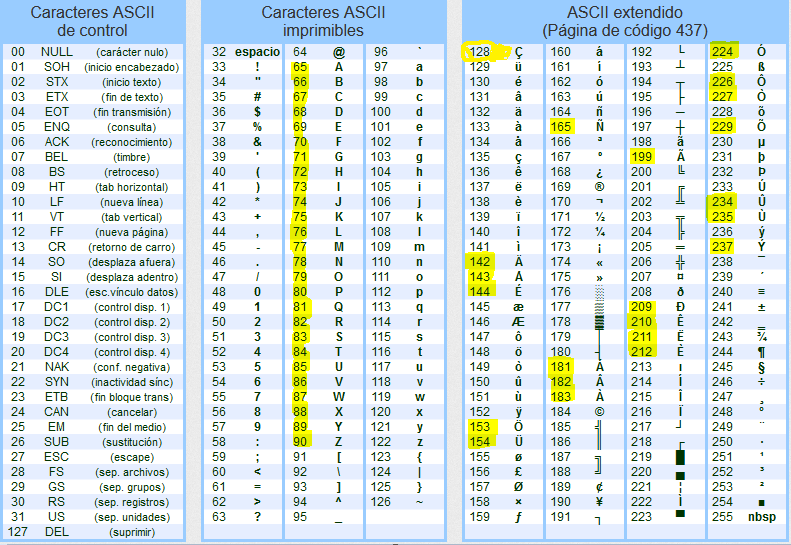 Caracteres ASCII
de control
00 NULL (carácter nulo)
01 SOH (inicio encabezado)
02 STX (inicio texto)
03 ETX (fin de texto)
04 EOT (fin transmisión)
05 ENQ (consulta)
06 ACK (reconocimiento)
07 BEL (timbre)
08 BS (retroceso)
09 HT (tab horizontal)
10 LF (nueva línea)
11 VT (tab vertical)
12 FF (nueva página)
13 CR (retorno de carro)
14 SO (desplaza afuera)
15 SI (desplaza adentro)
16 DLE (esc.vínculo datos)
17 DC1 (control disp. 1)
18 DC2 (control disp. 2)
19 DC3 (control disp. 3)
20 DC4 (control disp. 4)
21 NAK (conf. negativa)
22 SYN (inactividad sínc)
23 ETB (fin bloque trans)
24 CAN (cancelar)
25 EM (fin del medio)
26 SUB (sustitución)
27 ESC (escape)
28 FS (sep. archivos)
29 GS (sep. grupos)
30 RS (sep. registros)
31 US (sep. unidades)
127 DEL (suprimir)
Caracteres ASCII
imprimibles
32 espacio 64 @ 96 `
33 ! 65 A 97 a
34 " 66 B 98 b
35 # 67 C 99 c
36 $ 68 D 100 d
37 % 69 E 101 e
38 & 70 F 102 f
39 ' 71 G 103 g
40 ( 72 H 104 h
41 ) 73 I 105 i
42 * 74 J 106 j
43 + 75 K 107 k
44 , 76 L 108 l
45 - 77 M 109 m
46 . 78 N 110 n
47 / 79 O 111 o
48 0 80 P 112 p
49 1 81 Q 113 q
50 2 82 R 114 r
51 3 83 S 115 s
52 4 84 T 116 t
53 5 85 U 117 u
54 6 86 V 118 v
55 7 87 W 119 w
56 8 88 X 120 x
57 9 89 Y 121 y
58 : 90 Z 122 z
59 ; 91 [ 123 {
60 < 92 \ 124 |
61 = 93 ] 125 }
62 > 94 ^ 126 ~
63 ? 95 _
ASCII extendido
(Página de código 437)
128 Ç 160 á 192 └ 224 Ó
129 ü 161 í 193 ┴ 225 ß
130 é 162 ó 194 ┬ 226 Ô
131 â 163 ú 195 ├ 227 Ò
132 ä 164 ñ 196 ─ 228 õ
133 à 165 Ñ 197 ┼ 229 Õ
134 å 166 ª 198 ã 230 µ
135 ç 167 º 199 Ã 231 þ
136 ê 168 ¿ 200 ╚ 232 Þ
137 ë 169 ® 201 ╔ 233 Ú
138 è 170 ¬ 202 ╩ 234 Û
139 ï 171 ½ 203 ╦ 235 Ù
140 î 172 ¼ 204 ╠ 236 ý
141 ì 173 ¡ 205 ═ 237 Ý
142 Ä 174 « 206 ╬ 238 ¯
143 Å 175 » 207 ¤ 239 ´
144 É 176 ░ 208 ð 240 ≡
145 æ 177 ▒ 209 Ð 241 ±
146 Æ 178 ▓ 210 Ê 242 ‗
147 ô 179 │ 211 Ë 243 ¾
148 ö 180 ┤ 212 È 244 ¶
149 ò 181 Á 213 ı 245 §
150 û 182 Â 214 Í 246 ÷
151 ù 183 À 215 Î 247 ¸
152 ÿ 184 © 216 Ï 248 °
153 Ö 185 ╣ 217 ┘ 249 ¨
154 Ü 186 ║ 218 ┌ 250 ·
155 ø 187 ╗ 219 █ 251 ¹
156 £ 188 ╝ 220 ▄ 252 ³
157 Ø 189 ¢ 221 ¦ 253 ²
158 × 190 ¥ 222 Ì 254 ■
159 ƒ 191 ┐ 223 ▀ 255 nbsp